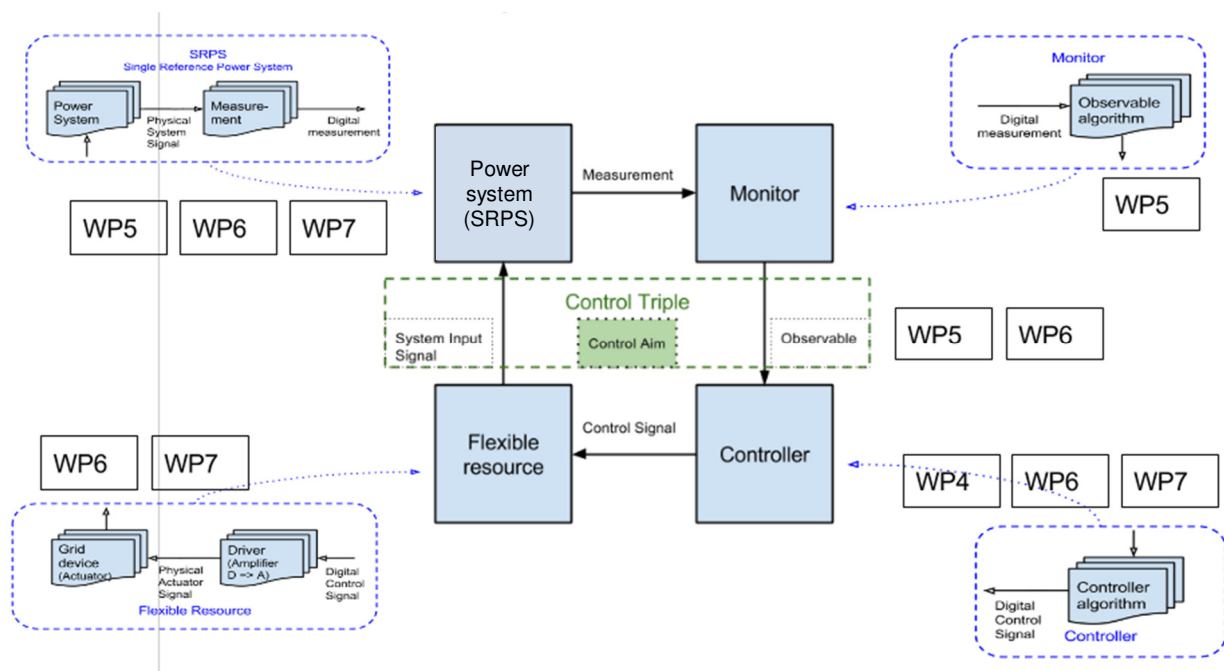 SRPS
Single Reference Power System
Power
System
Physical
System
Signal
Measure-
ment
Digital
measurement
Monitor
Digital
measurement
Observable
algorithm
WP5
WP5
WP6
WP7
Power
system
(SRPS)
Measurement
Monitor
Control Triple
System Input
Signal
Control Aim
Observable
WP5
WP6
Flexible
resource
Control Signal
Controller
WP6
WP7
WP4
WP6
WP7
Grid
device
(Actuator)
Physical
Actuator
Signal
Driver
(Amplifier
D => A)
Digital
Control
Signal
Flexible Resource
Digital
Control
Signal
Controller
algorithm
Controller